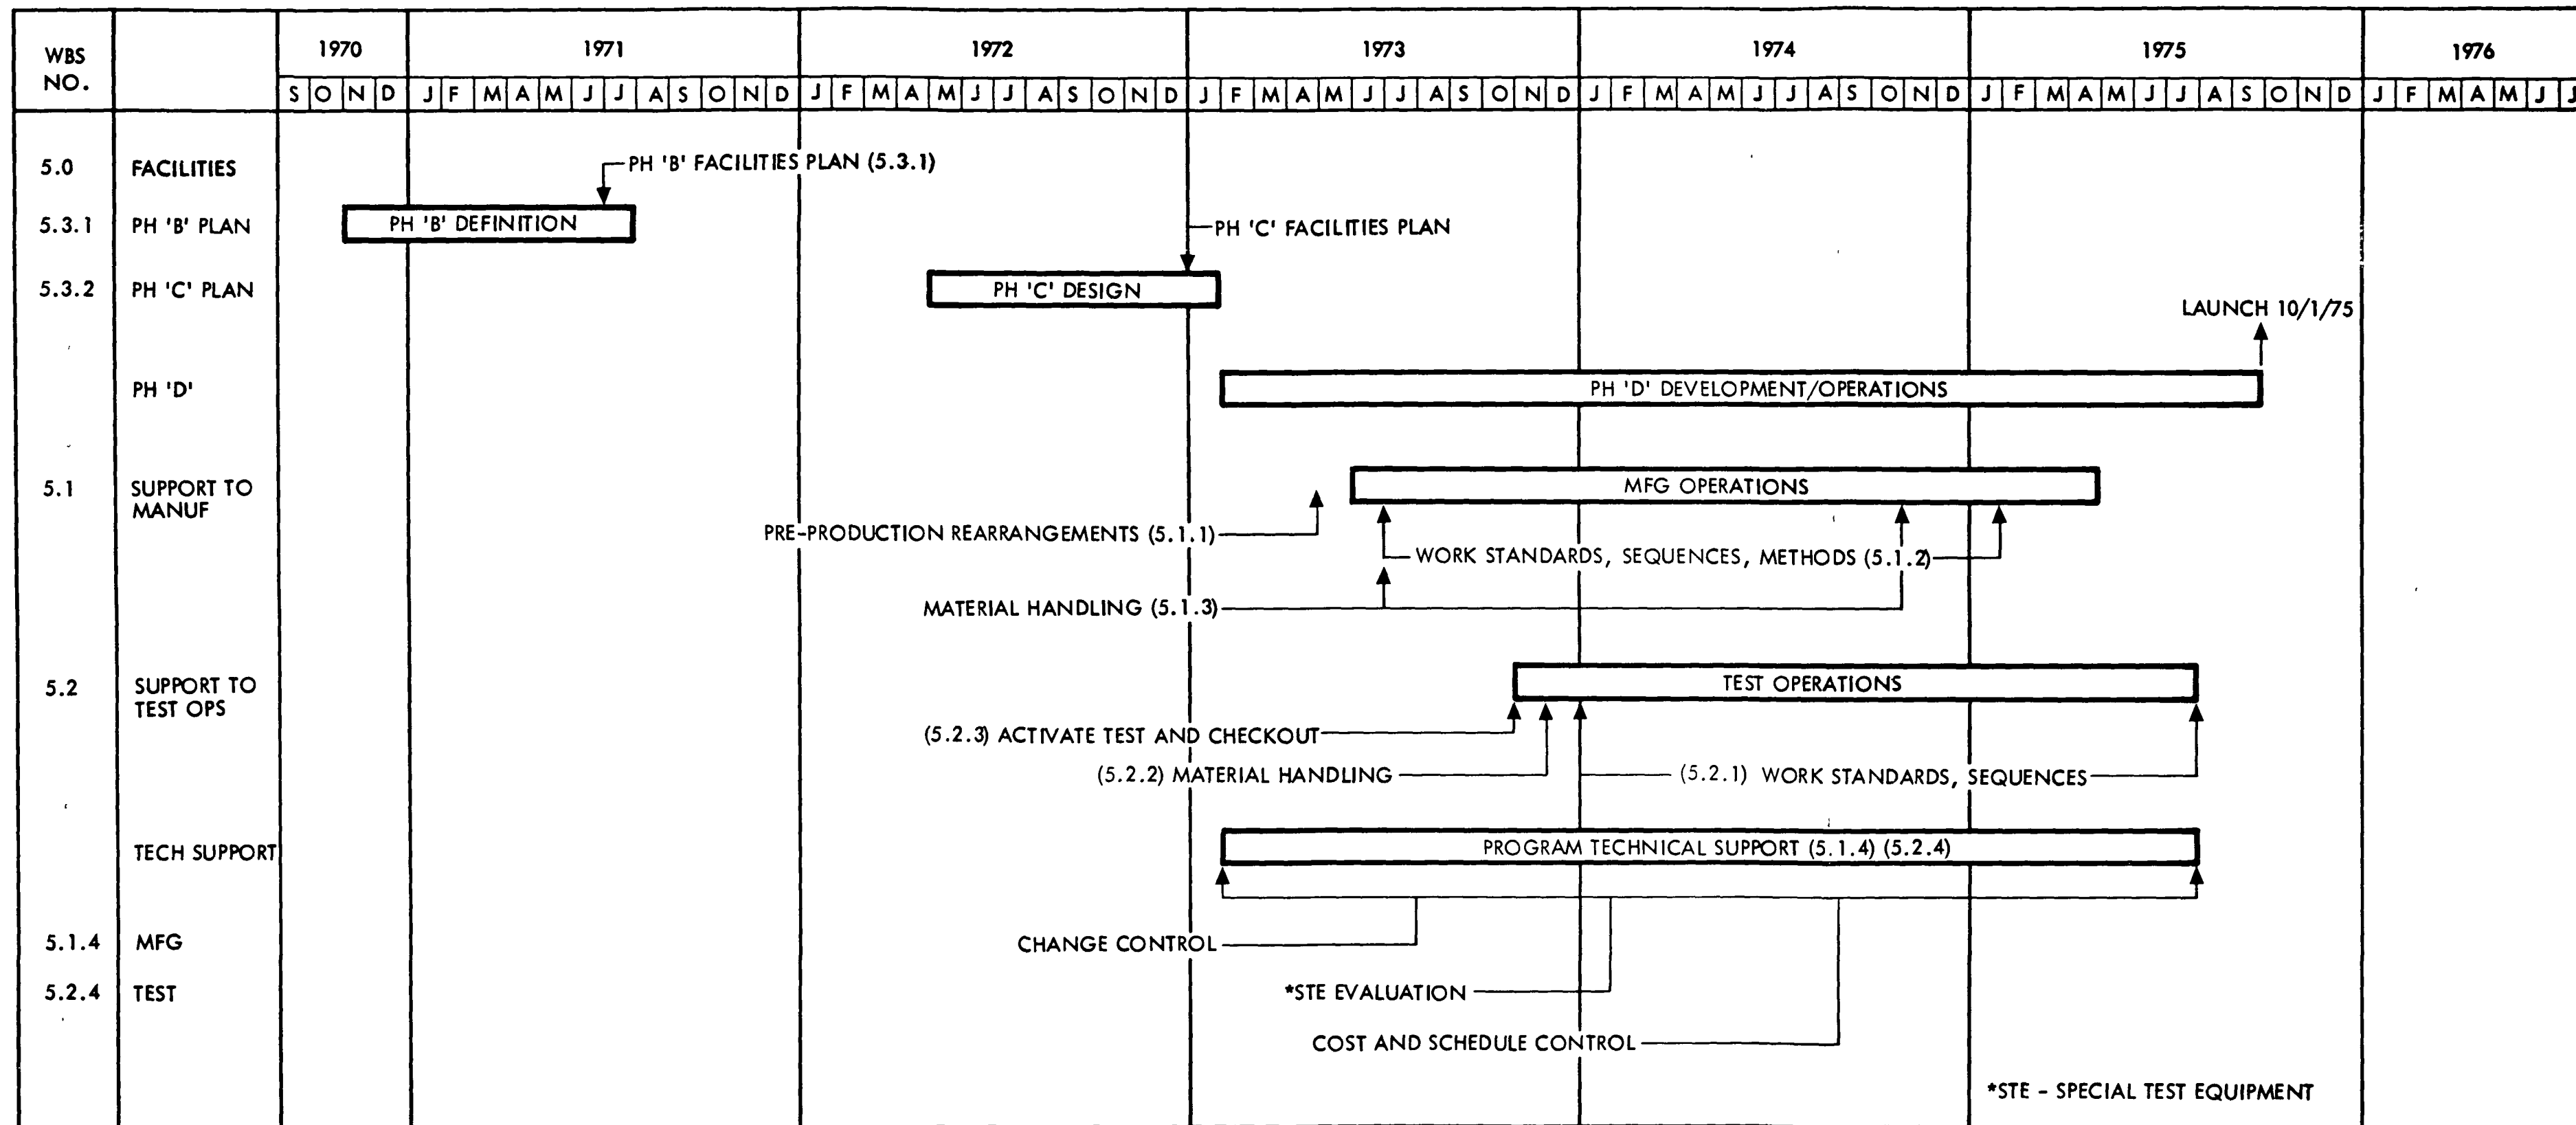 WBS NO.
1970 1971 1972 1973 1974 1975 1976
S O N D J F M A M J J A S O N D J F M A M J J A S O N D J F M A M J J A S O N D J F M A M J J A S O N D J F M A M J J A S O N D J F M A M J J
5.0 FACILITIES
PH 'B' FACILITIES PLAN (5.3.1)
5.3.1 PH 'B' PLAN
PH 'B' DEFINITION
PH 'C' FACILITIES PLAN
5.3.2 PH 'C' PLAN
PH 'C' DESIGN
LAUNCH 10/1/75
PH 'D'
PH 'D' DEVELOPMENT/OPERATIONS
5.1 SUPPORT TO
MANUF
MFG OPERATIONS
PRE-PRODUCTION REARRANGEMENTS (5.1.1)
WORK STANDARDS, SEQUENCES, METHODS (5.1.2)
MATERIAL HANDLING (5.1.3)
5.2 SUPPORT TO
TEST OPS
TEST OPERATIONS
(5.2.3) ACTIVATE TEST AND CHECKOUT
(5.2.2) MATERIAL HANDLING
(5.2.1) WORK STANDARDS, SEQUENCES
TECH SUPPORT
PROGRAM TECHNICAL SUPPORT (5.1.4) (5.2.4)
5.1.4 MFG
CHANGE CONTROL
5.2.4 TEST
*STE EVALUATION
COST AND SCHEDULE CONTROL
*STE - SPECIAL TEST EQUIPMENT